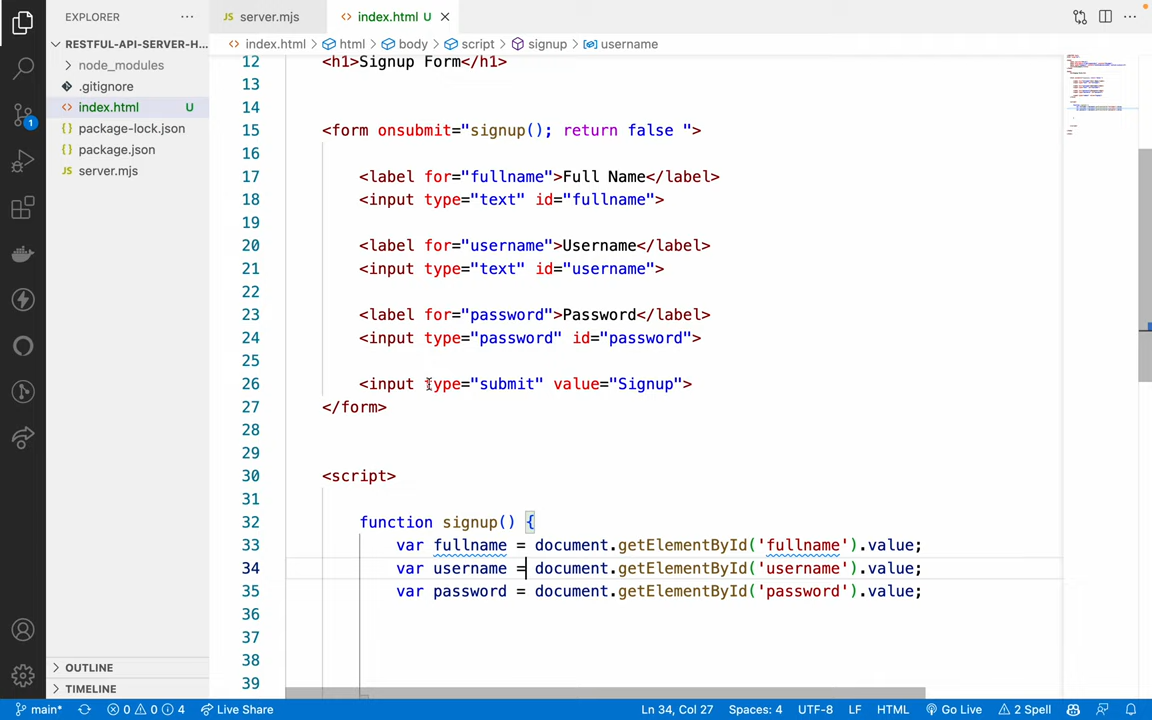 EXPLORER ···
server.mjs
index.html U
RESTFUL-API-SERVER-H...
index.html > html > body > script > signup > username
node_modules
.gitignore
index.html U
package-lock.json
package.json
server.mjs
1
12 <h1>Signup Form</h1>
13
14
15 <form onsubmit="signup(); return false ">
16
17 <label for="fullname">Full Name</label>
18 <input type="text" id="fullname">
19
20 <label for="username">Username</label>
21 <input type="text" id="username">
22
23 <label for="password">Password</label>
24 <input type="password" id="password">
25
26 <input type="submit" value="Signup">
27 </form>
28
29
30 <script>
31
32 function signup() {
33 var fullname = document.getElementById('fullname').value;
34 var username = document.getElementById('username').value;
35 var password = document.getElementById('password').value;
36
37
38
39
OUTLINE
TIMELINE
main* 0 0 4 Live Share Ln 34, Col 27 Spaces: 4 UTF-8 LF HTML Go Live 2 Spell